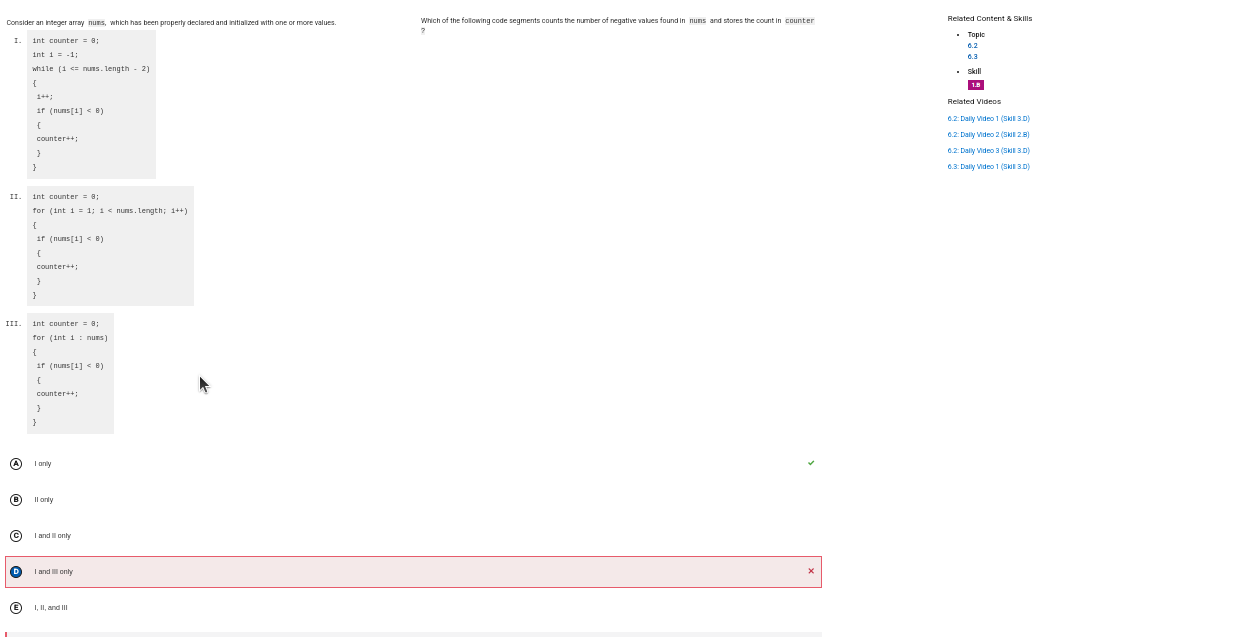 Consider an integer array nums, which has been properly declared and initialized with one or more values.
Which of the following code segments counts the number of negative values found in nums and stores the count in counter
?
I.
int counter = 0;
int i = -1;
while (i <= nums.length - 2)
{
i++;
if (nums[i] < 0)
{
counter++;
}
}
II.
int counter = 0;
for (int i = 1; i < nums.length; i++)
{
if (nums[i] < 0)
{
counter++;
}
}
III.
int counter = 0;
for (int i : nums)
{
if (nums[i] < 0)
{
counter++;
}
}
A I only
B II only
C I and II only
D I and III only
E I, II, and III
Related Content & Skills
Topic
6.2
6.3
Skill
1.B
Related Videos
6.2: Daily Video 1 (Skill 3.D)
6.2: Daily Video 2 (Skill 2.B)
6.2: Daily Video 3 (Skill 3.D)
6.3: Daily Video 1 (Skill 3.D)